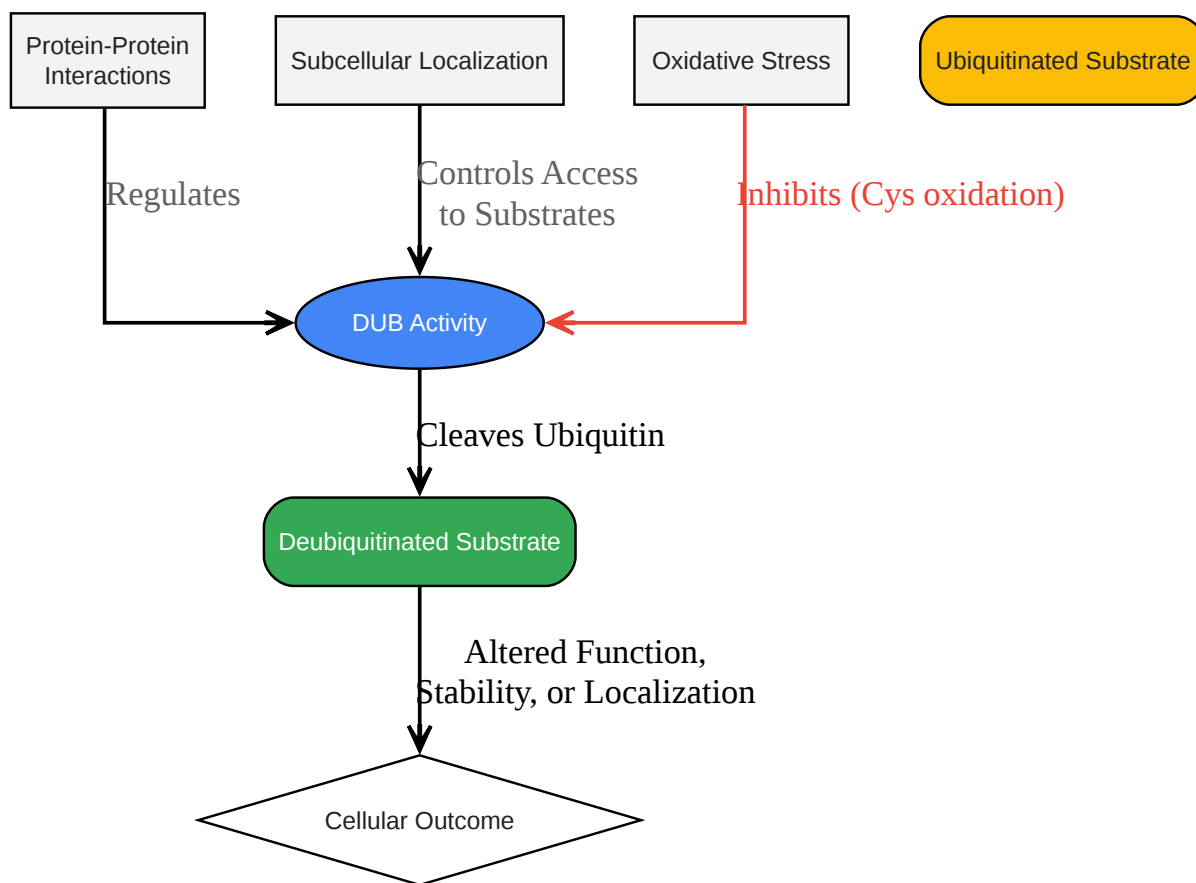 Protein-Protein
Interactions
Subcellular Localization
Oxidative Stress
Ubiquitinated Substrate
Regulates
Controls Access
to Substrates
Inhibits (Cys oxidation)
DUB Activity
Cleaves Ubiquitin
Deubiquitinated Substrate
Altered Function,
Stability, or Localization
Cellular Outcome